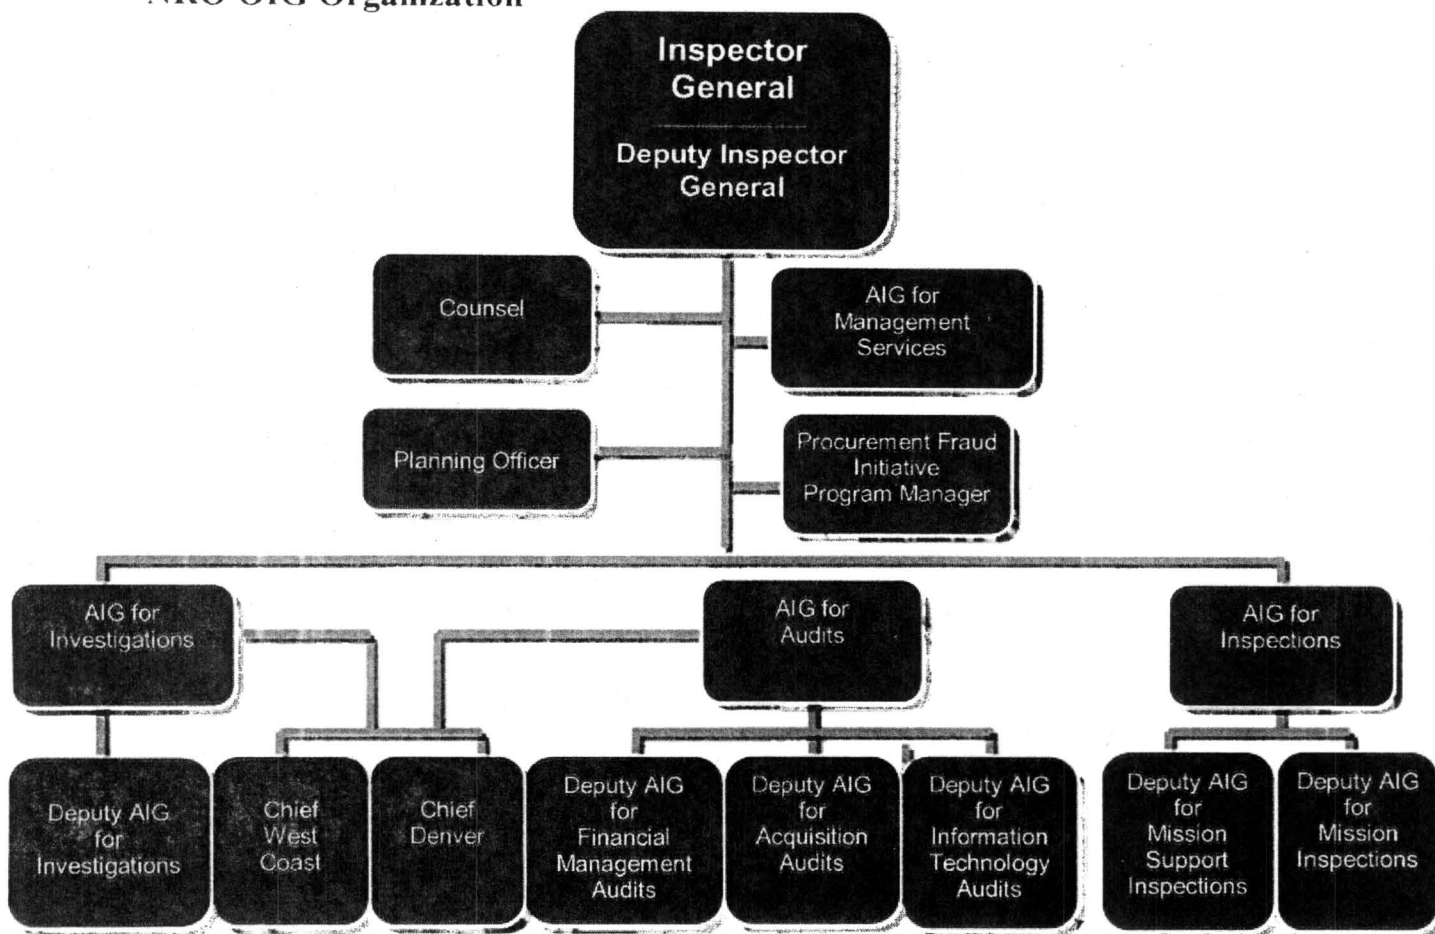 NRO OIG Organization
Inspector
General
Deputy Inspector
General
Counsel
AIG for
Management
Services
Planning Officer
Procurement Fraud
Initiative
Program Manager
AIG for
Investigations
AIG for
Audits
AIG for
Inspections
Deputy AIG
for
Investigations
Chief
West
Coast
Chief
Denver
Deputy AIG
for
Financial
Management
Audits
Deputy AIG
for
Acquisition
Audits
Deputy AIG
for
Information
Technology
Audits
Deputy AIG
for
Mission
Support
Inspections
Deputy AIG
for
Mission
Inspections